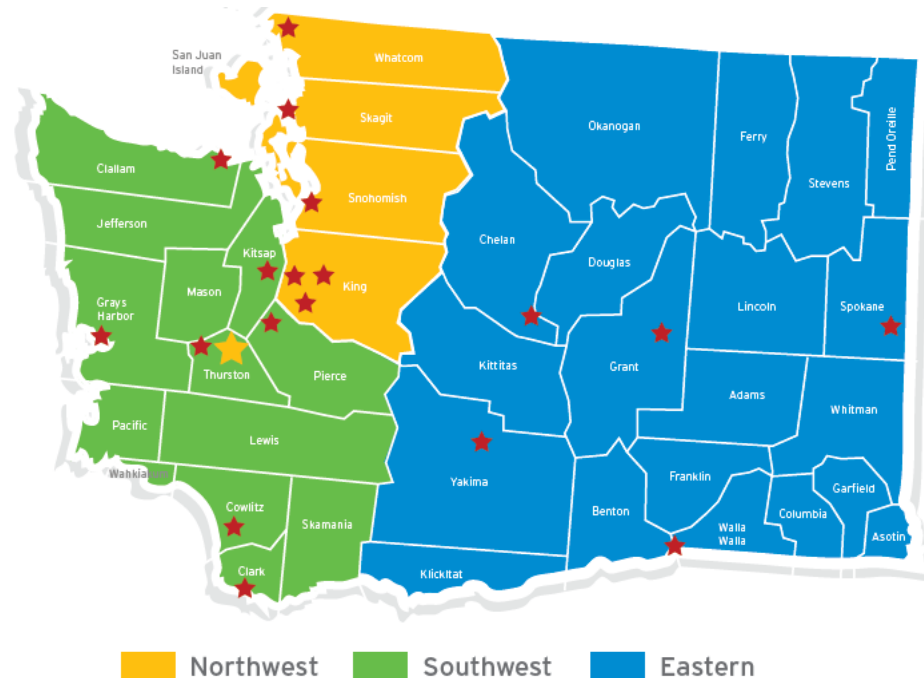 San Juan
Island
Whatcom
Skagit
Okanogan
Ferry
Stevens
Pend Oreille
Clallam
Snohomish
Jefferson
Kitsap
Chelan
Douglas
King
Mason
Grays
Harbor
Lincoln
Spokane
Thurston
Pierce
Kittitas
Grant
Adams
Whitman
Pacific
Lewis
Wahkiakum
Yakima
Franklin
Garfield
Cowlitz
Skamania
Benton
Walla
Walla
Columbia
Asotin
Clark
Klickitat
Northwest
Southwest
Eastern